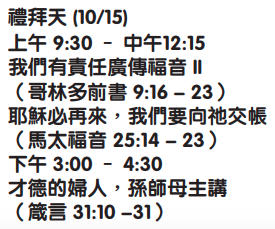 禮拜天 (10/15)
上午 9:30 – 中午12:15
我們有責任廣傳福音 II
（哥林多前書 9:16 – 23）
耶穌必再來，我們要向祂交帳
（馬太福音 25:14 – 23）
下午 3:00 – 4:30
才德的婦人，孫師母主講
（箴言 31:10 –31）